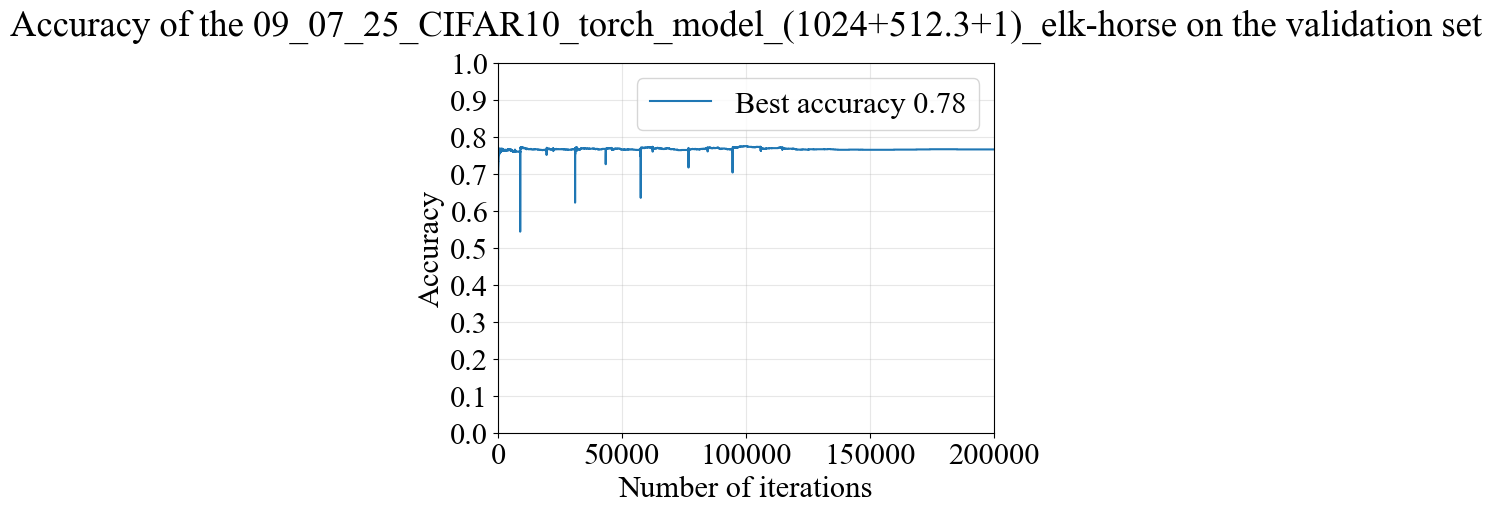 Accuracy of the 09_07_25_CIFAR10_torch_model_(1024+512.3+1)_elk-horse on the validation set
Best accuracy 0.78
Accuracy
1.0
0.9
0.8
0.7
0.6
0.5
0.4
0.3
0.2
0.1
0.0
0 50000 100000 150000 200000
Number of iterations